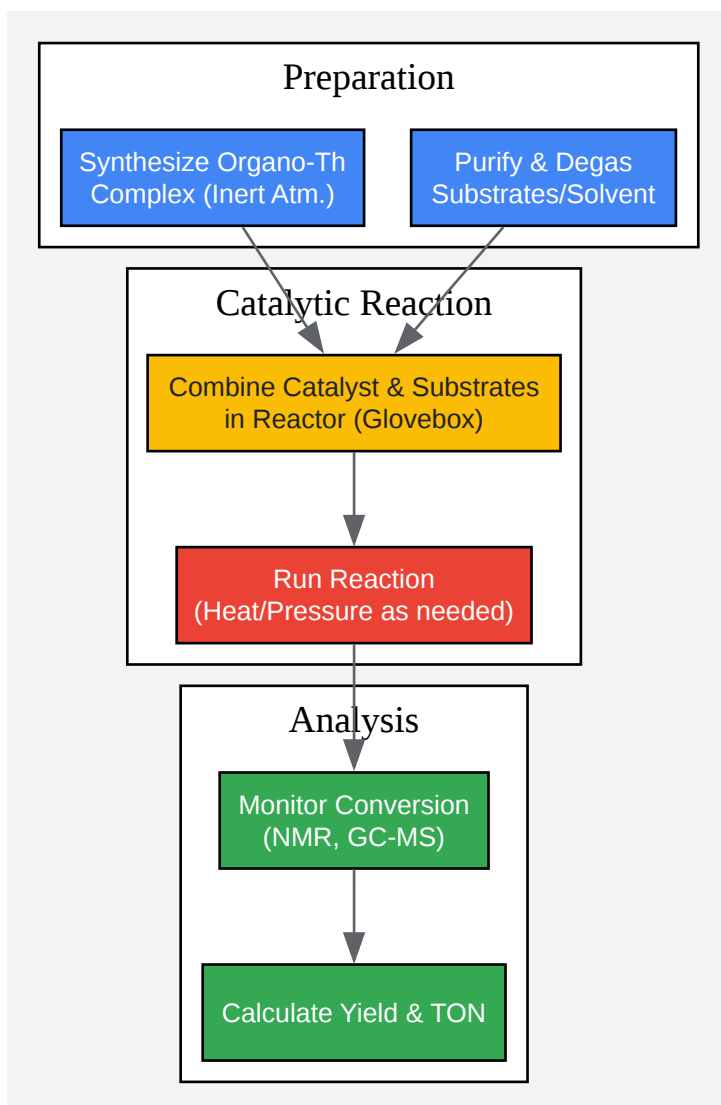 Preparation
Synthesize Organo-Th
Complex (Inert Atm.)
Purify & Degas
Substrates/Solvent
Catalytic Reaction
Combine Catalyst & Substrates
in Reactor (Glovebox)
Run Reaction
(Heat/Pressure as needed)
Analysis
Monitor Conversion
(NMR, GC-MS)
Calculate Yield & TON